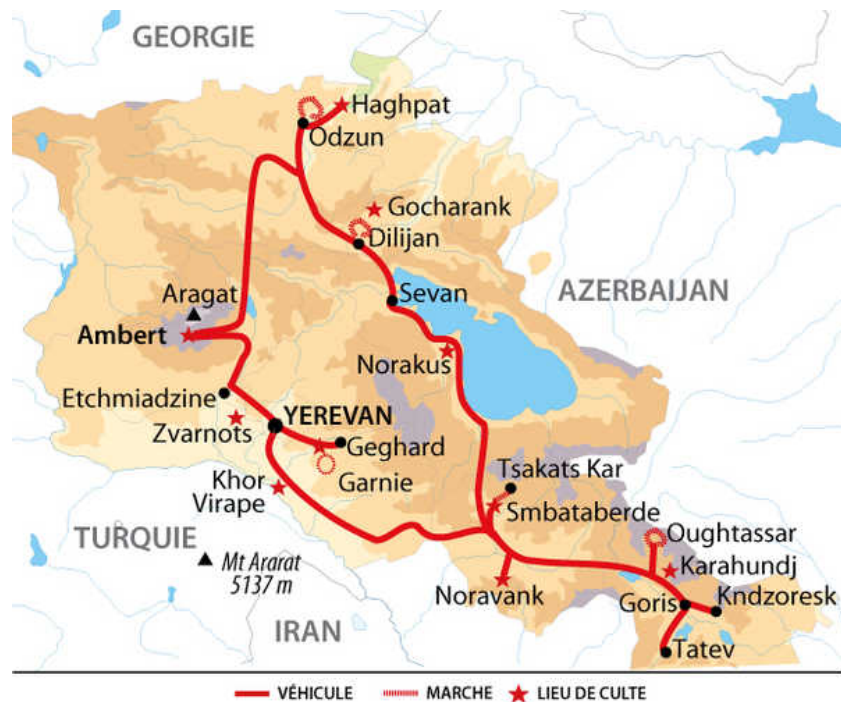 GEORGIE
Haghpat
Odzun
Gocharank
Dilijan
AZERBAIJAN
Aragat
Sevan
Ambert
Norakus
Etchmiadzine
YEREVAN
Zvarnots
Geghard
Tsakats Kar
Garnie
Khor
Virape
Smbataberde
TURQUIE
Oughtassar
Mt Ararat
5137 m
Karahundj
Noravank
Goris
Kndzoresk
IRAN
Tatev
VÉHICULE MARCHE LIEU DE CULTE